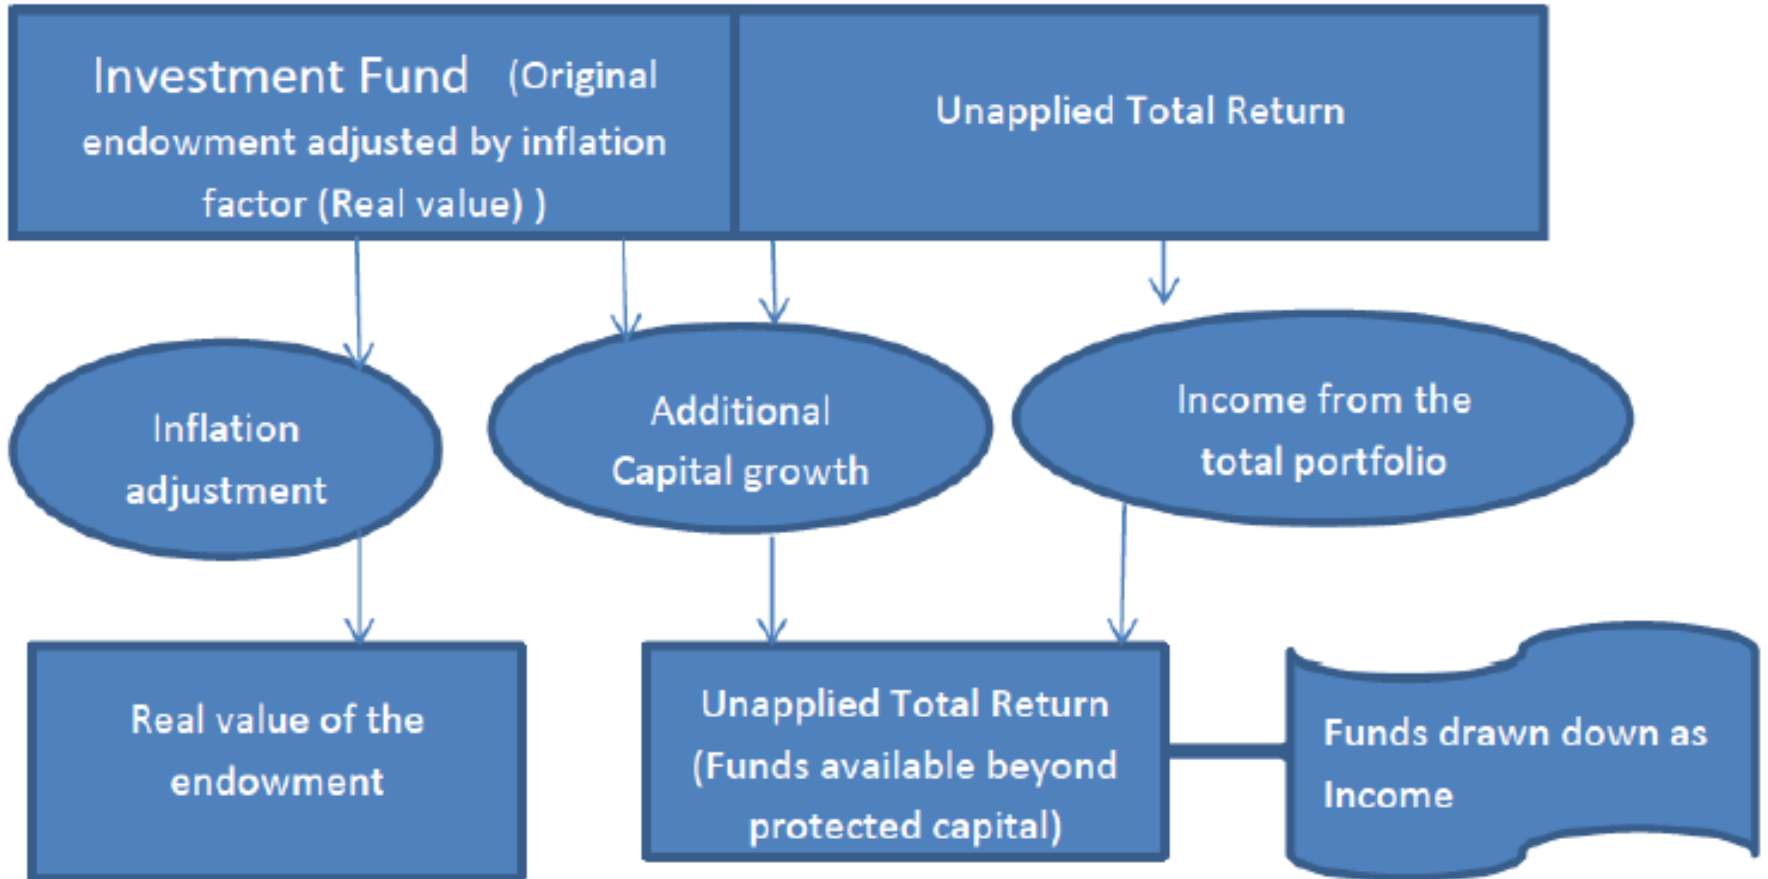 Investment Fund (Original
endowment adjusted by inflation
factor (Real value) )
Unapplied Total Return
Inflation
adjustment
Additional
Capital growth
Income from the
total portfolio
Real value of the
endowment
Unapplied Total Return
(Funds available beyond
protected capital)
Funds drawn down as
Income